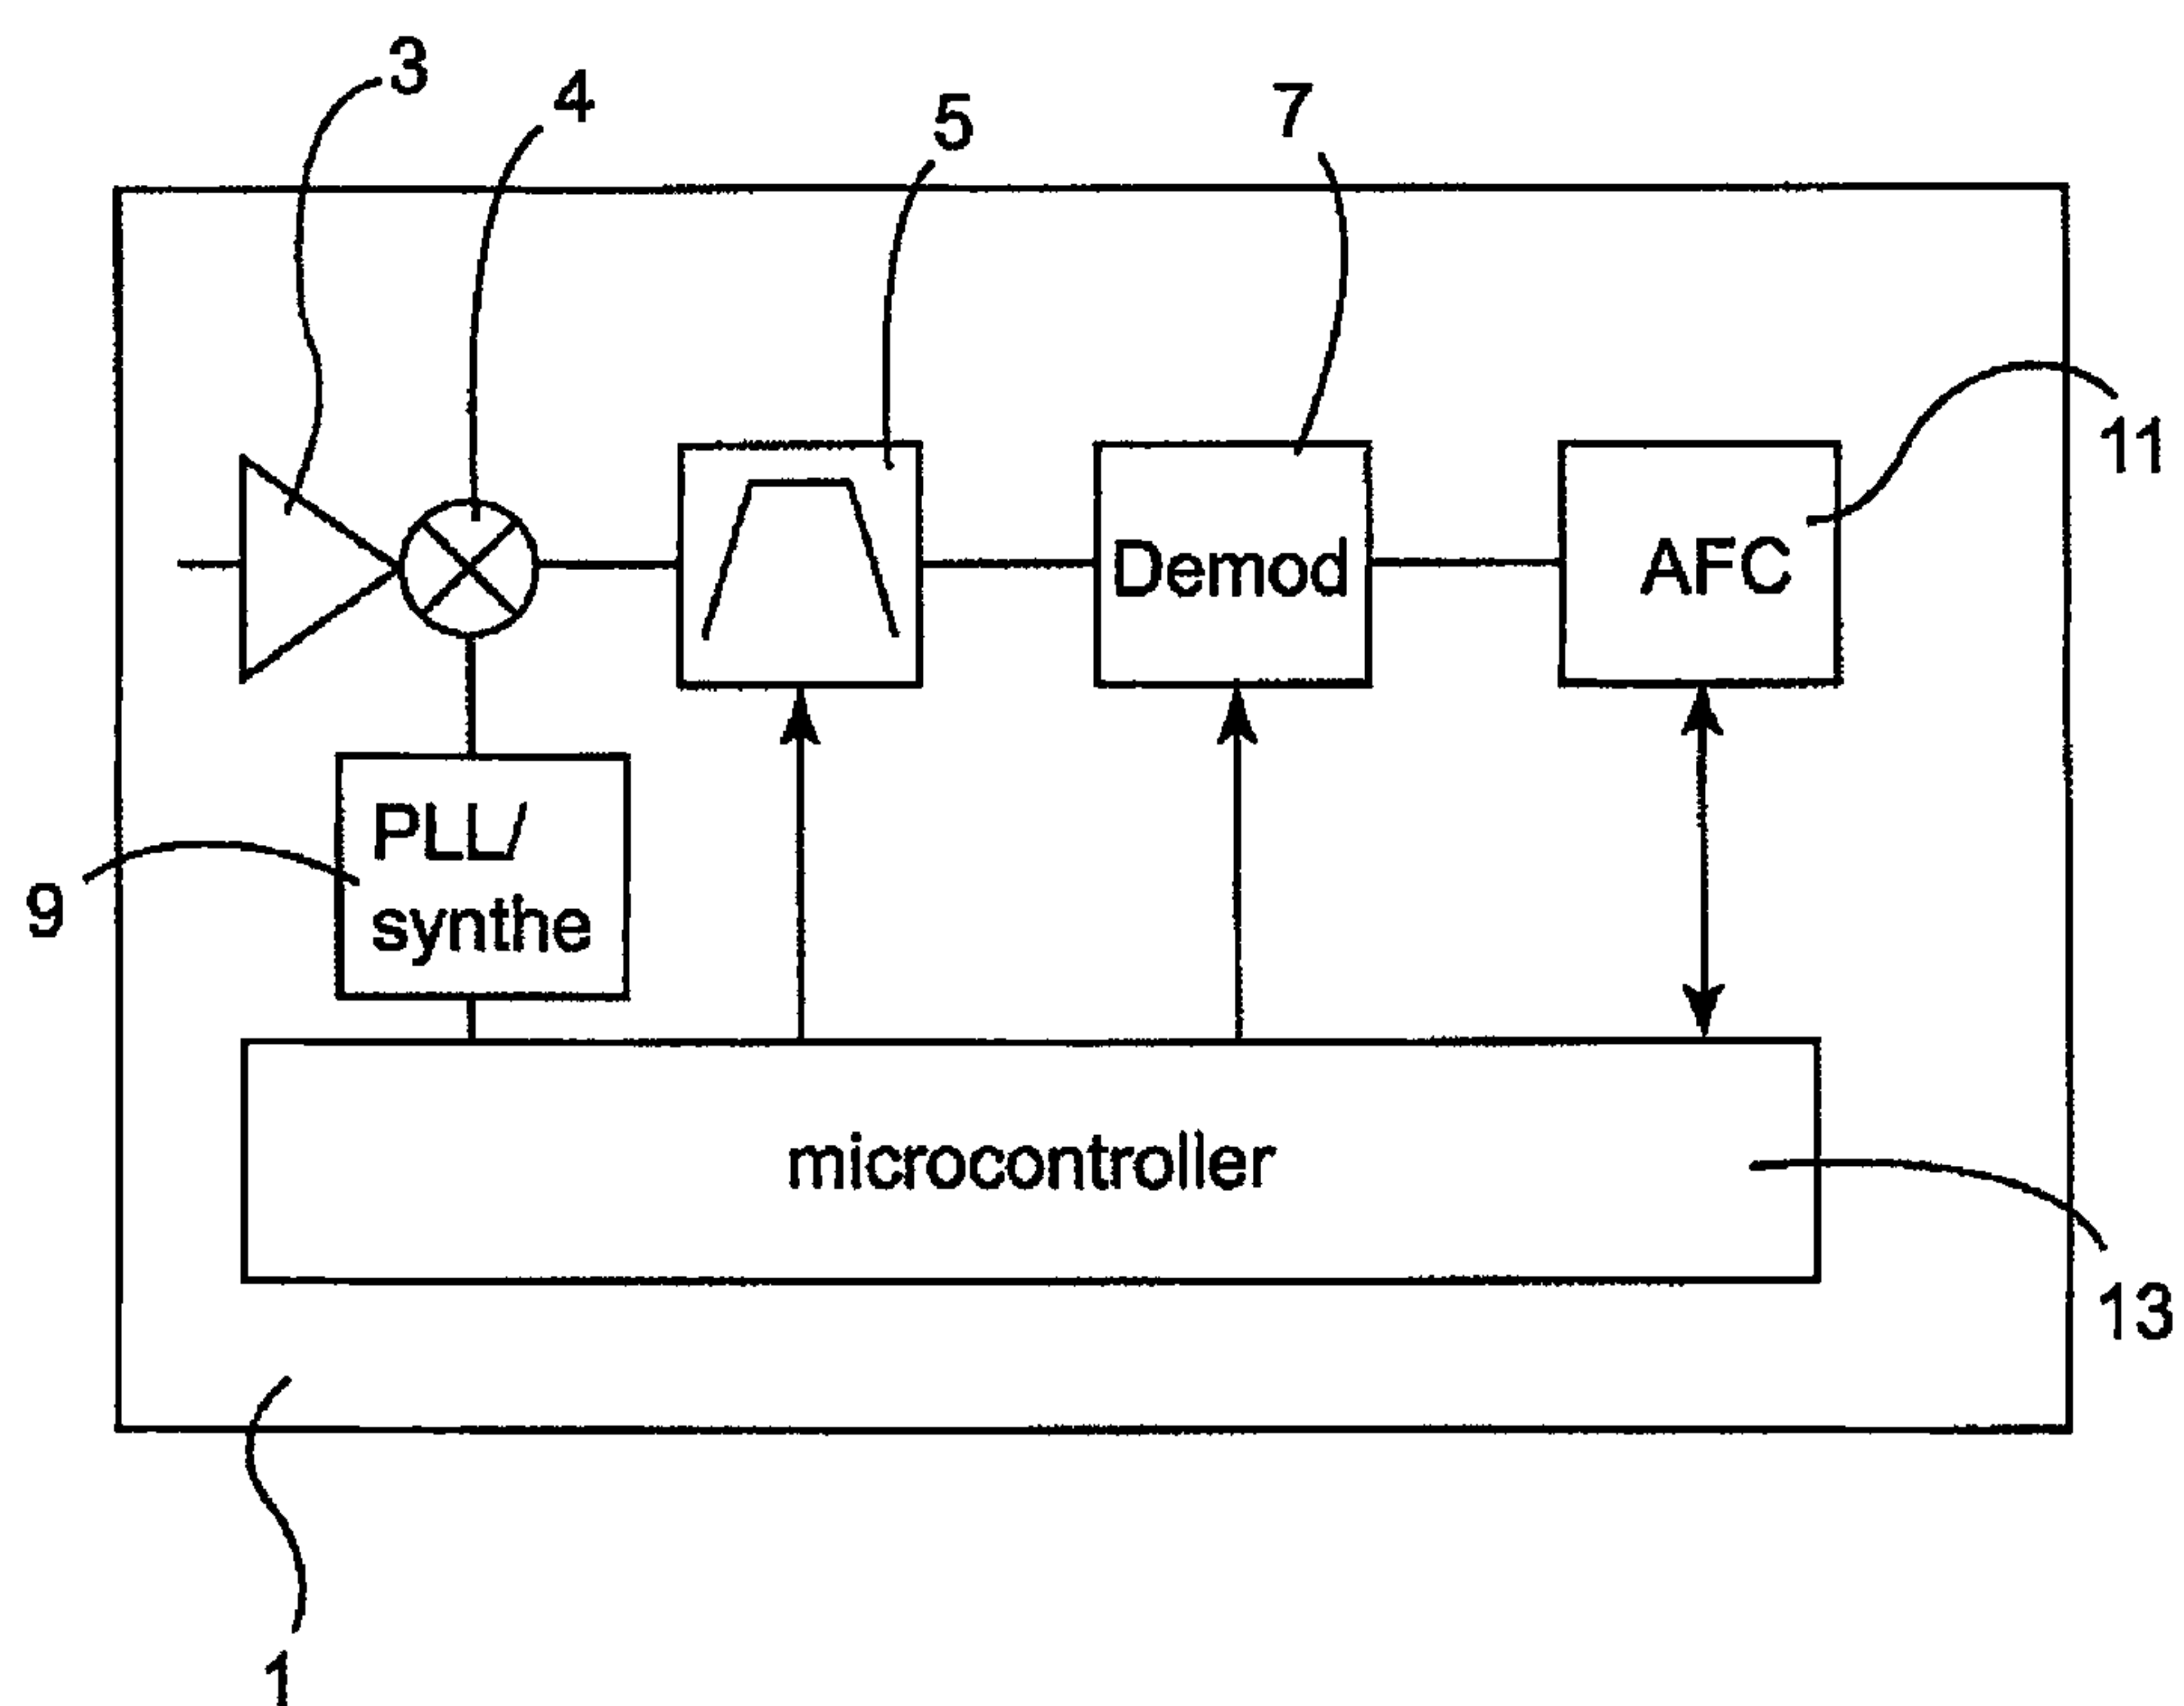 3
4
5
7
11
Demod
AFC
PLL/
synthe
9
microcontroller
13
1